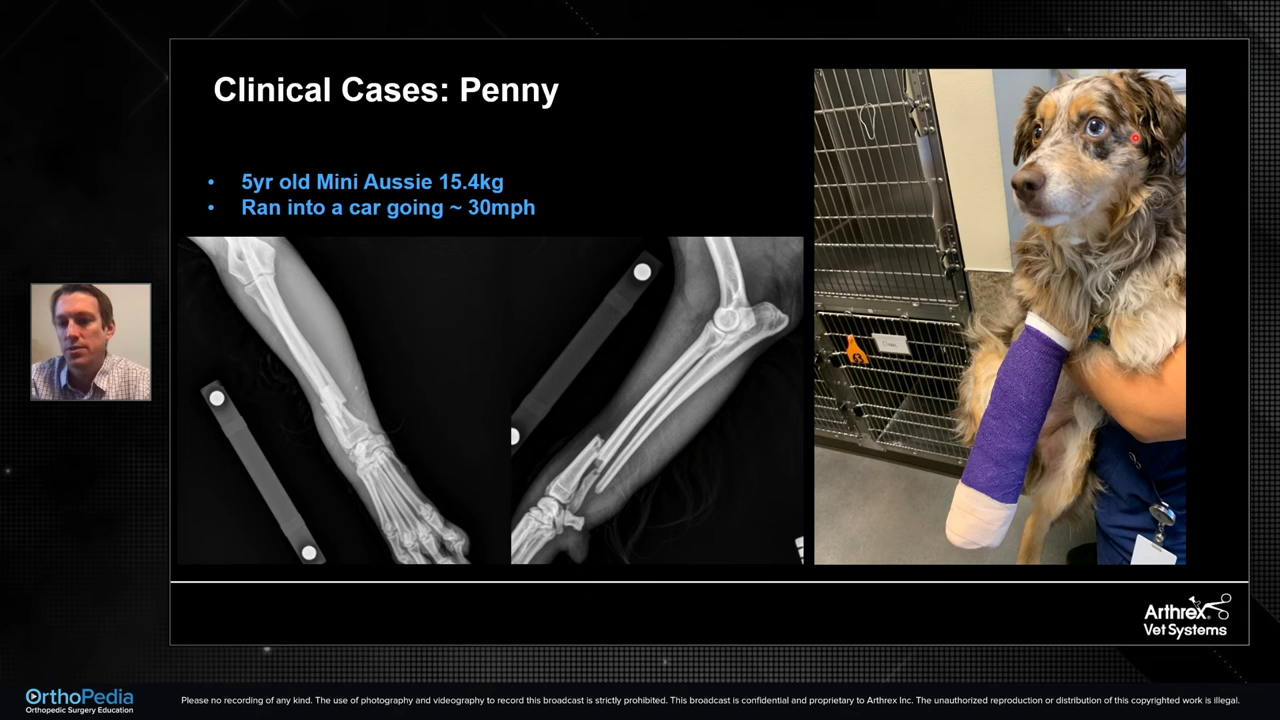 Clinical Cases: Penny
• 5yr old Mini Aussie 15.4kg
• Ran into a car going ~ 30mph
Arthrex
Vet Systems
OrthoPedia
Orthopedic Surgery Education
Please no recording of any kind. The use of photography and videography to record this broadcast is strictly prohibited. This broadcast is confidential and proprietary to Arthrex Inc. The unauthorized reproduction or distribution of this copyrighted work is illegal.